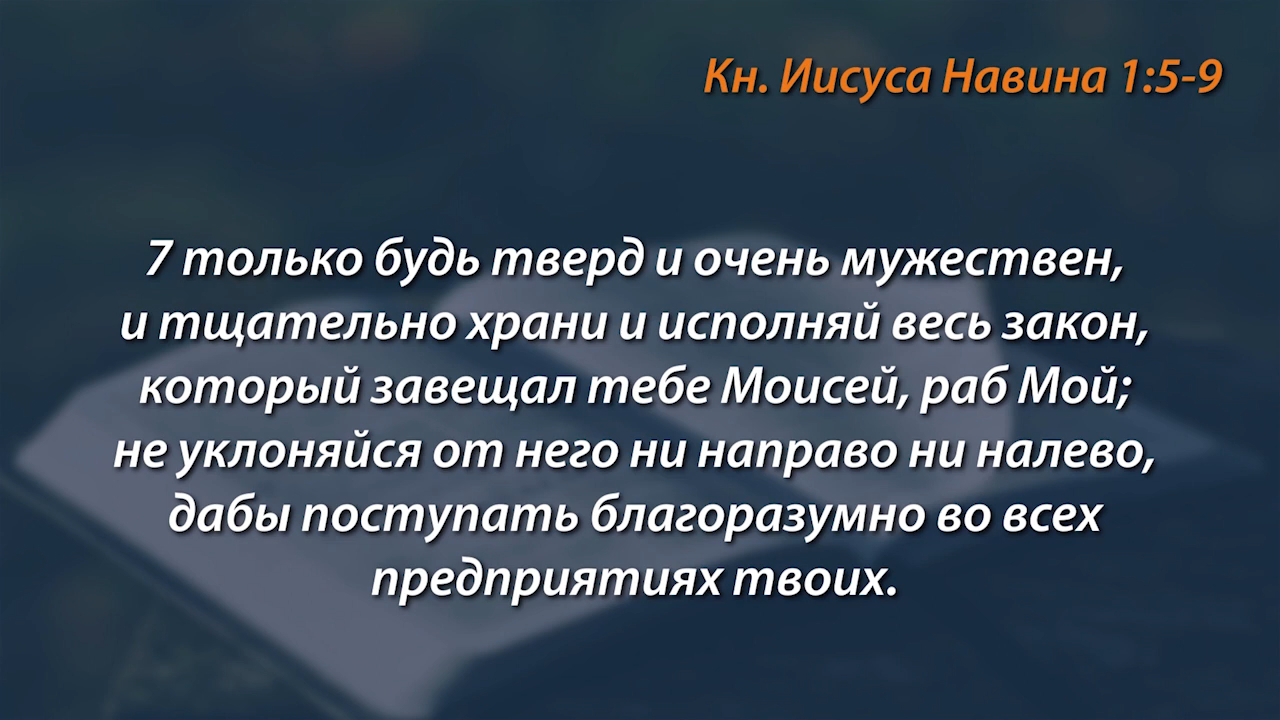 Кн. Иисуса Навина 1:5-9
7 только будь тверд и очень мужествен,
и тщательно храни и исполняй весь закон,
который завещал тебе Моисей, раб Мой;
не уклоняйся от него ни направо ни налево,
дабы поступать благоразумно во всех
предприятиях твоих.